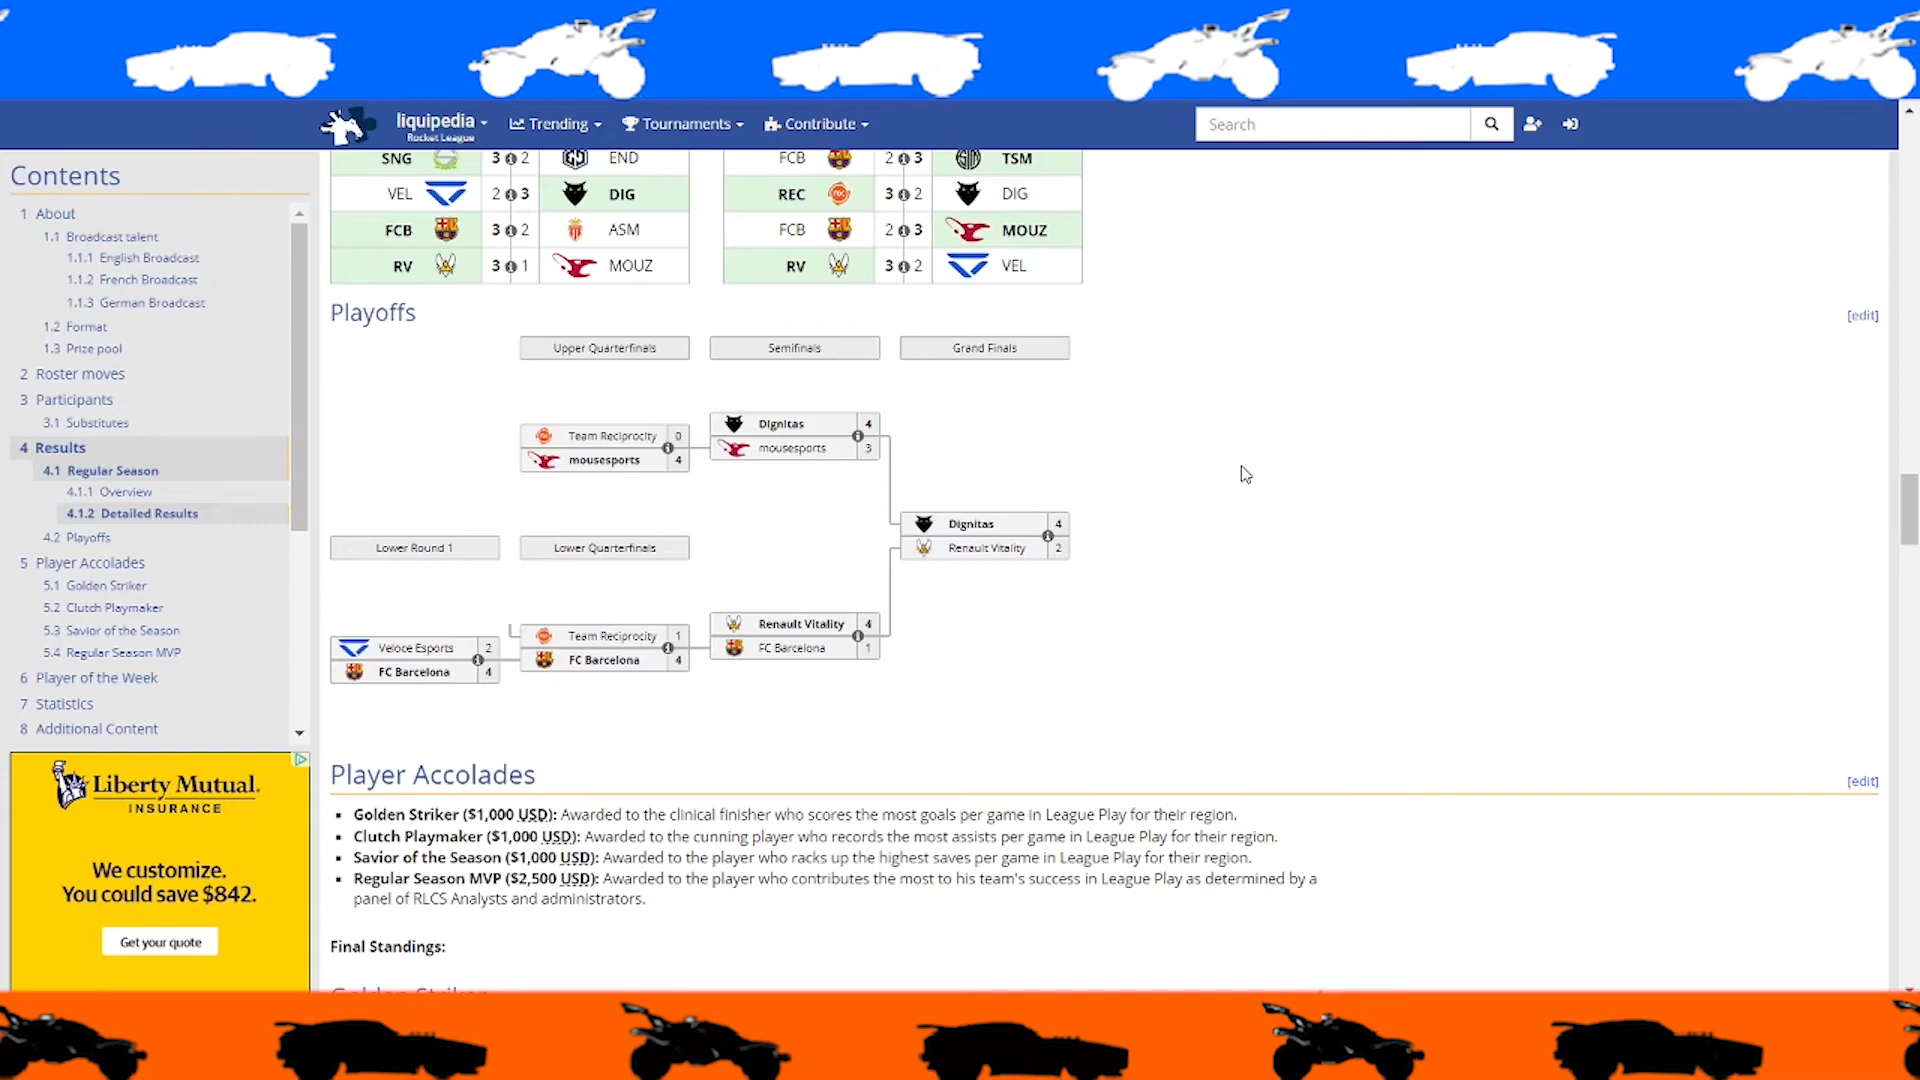 liquipedia
Rocket League
Trending
Tournaments
Contribute
Search
Contents
1 About
1.1 Broadcast talent
1.1.1 English Broadcast
1.1.2 French Broadcast
1.1.3 German Broadcast
1.2 Format
1.3 Prize pool
2 Roster moves
3 Participants
3.1 Substitutes
4 Results
4.1 Regular Season
4.1.1 Overview
4.1.2 Detailed Results
4.2 Playoffs
5 Player Accolades
5.1 Golden Striker
5.2 Clutch Playmaker
5.3 Savior of the Season
5.4 Regular Season MVP
6 Player of the Week
7 Statistics
8 Additional Content
Liberty Mutual.
INSURANCE
We customize.
You could save $842.
Get your quote
SNG 3 2 END
VEL 2 3 DIG
FCB 3 2 ASM
RV 3 1 MOUZ
FCB 2 3 TSM
REC 3 2 DIG
FCB 2 3 MOUZ
RV 3 2 VEL
Playoffs
[edit]
Upper Quarterfinals
Semifinals
Grand Finals
Team Reciprocity 0
mousesports 4
Dignitas 4
mousesports 3
Dignitas 4
Renault Vitality 2
Lower Round 1
Lower Quarterfinals
Veloce Esports 2
FC Barcelona 4
Team Reciprocity 1
FC Barcelona 4
Renault Vitality 4
FC Barcelona 1
Player Accolades
[edit]
Golden Striker ($1,000 USD): Awarded to the clinical finisher who scores the most goals per game in League Play for their region.
Clutch Playmaker ($1,000 USD): Awarded to the cunning player who records the most assists per game in League Play for their region.
Savior of the Season ($1,000 USD): Awarded to the player who racks up the highest saves per game in League Play for their region.
Regular Season MVP ($2,500 USD): Awarded to the player who contributes the most to his team's success in League Play as determined by a
panel of RLCS Analysts and administrators.
Final Standings: